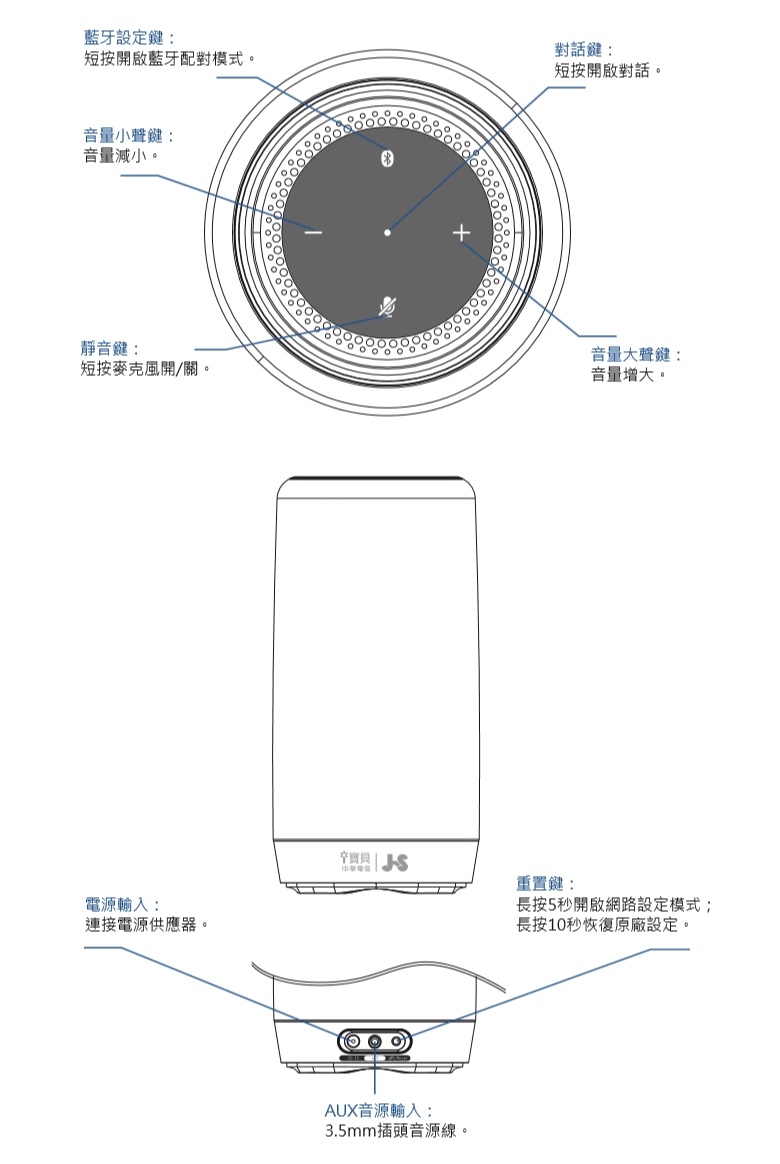 藍牙設定鍵：
短按開啟藍牙配對模式。
對話鍵：
短按開啟對話。
音量小聲鍵：
音量減小。
靜音鍵：
短按麥克風開/關。
音量大聲鍵：
音量增大。
i寶貝
中華電信
JS
重置鍵：
長按5秒開啟網路設定模式；
長按10秒恢復原廠設定。
電源輸入：
連接電源供應器。
AUX音源輸入：
3.5mm插頭音源線。